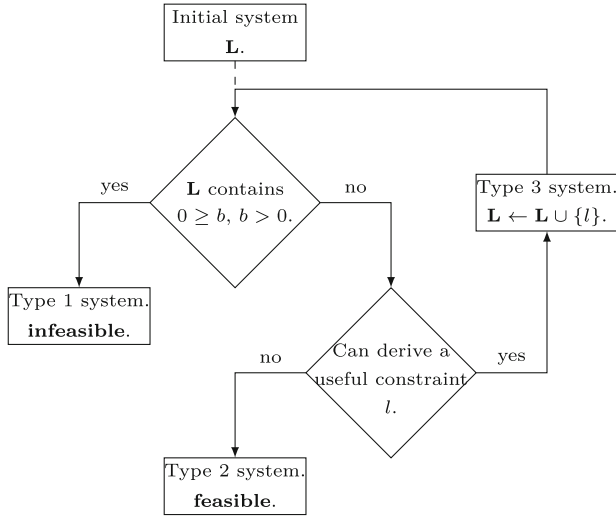 Initial system
L.
yes
L contains
0 ≥ b, b > 0.
no
Type 3 system.
L ← L ∪ {l}.
Type 1 system.
infeasible.
no
Can derive a
useful constraint
l.
yes
Type 2 system.
feasible.